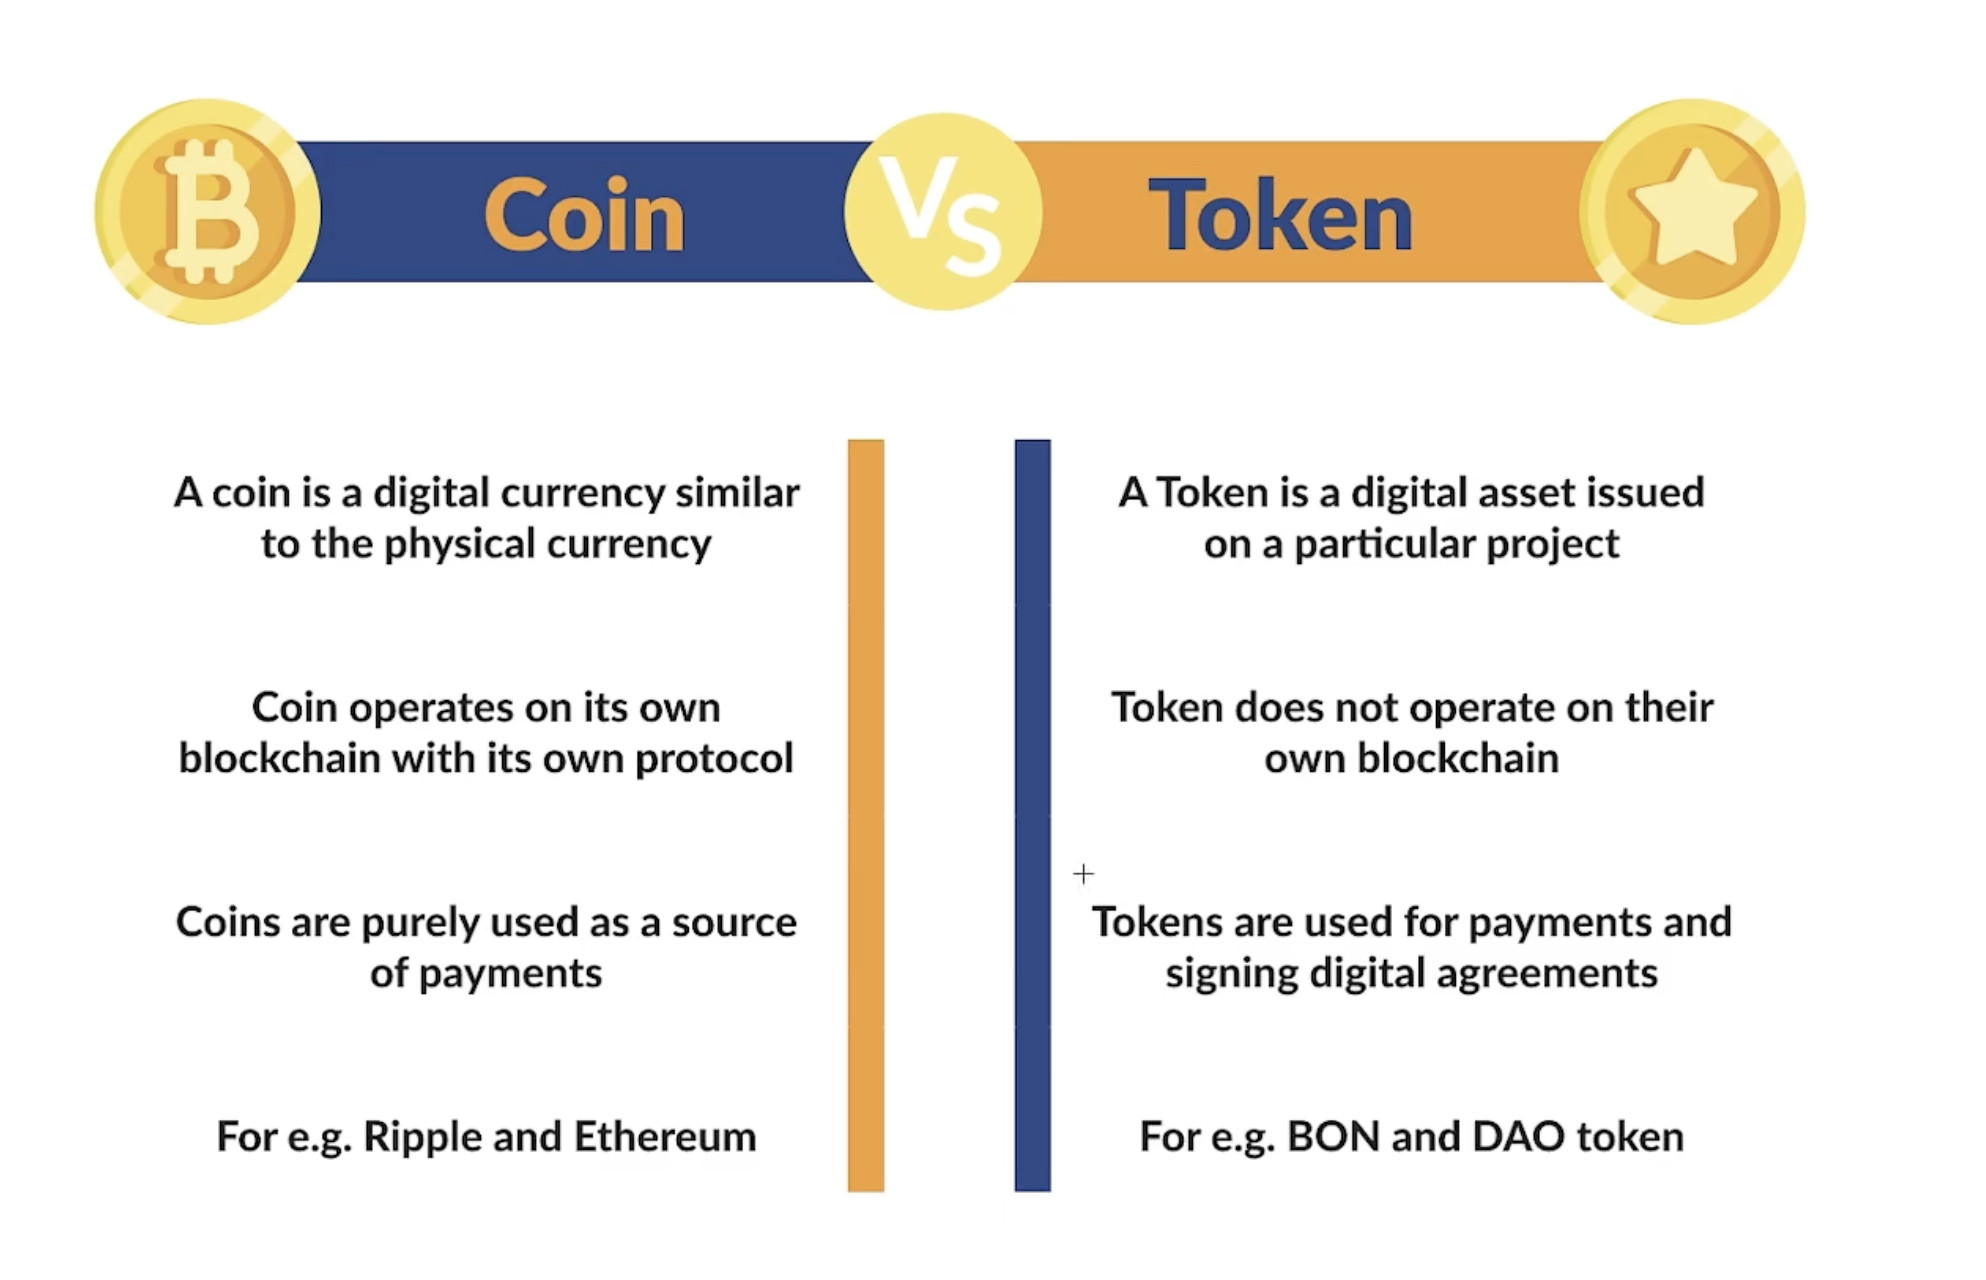 Coin
VS
Token
A coin is a digital currency similar
to the physical currency
Coin operates on its own
blockchain with its own protocol
Coins are purely used as a source
of payments
For e.g. Ripple and Ethereum
A Token is a digital asset issued
on a particular project
Token does not operate on their
own blockchain
Tokens are used for payments and
signing digital agreements
For e.g. BON and DAO token